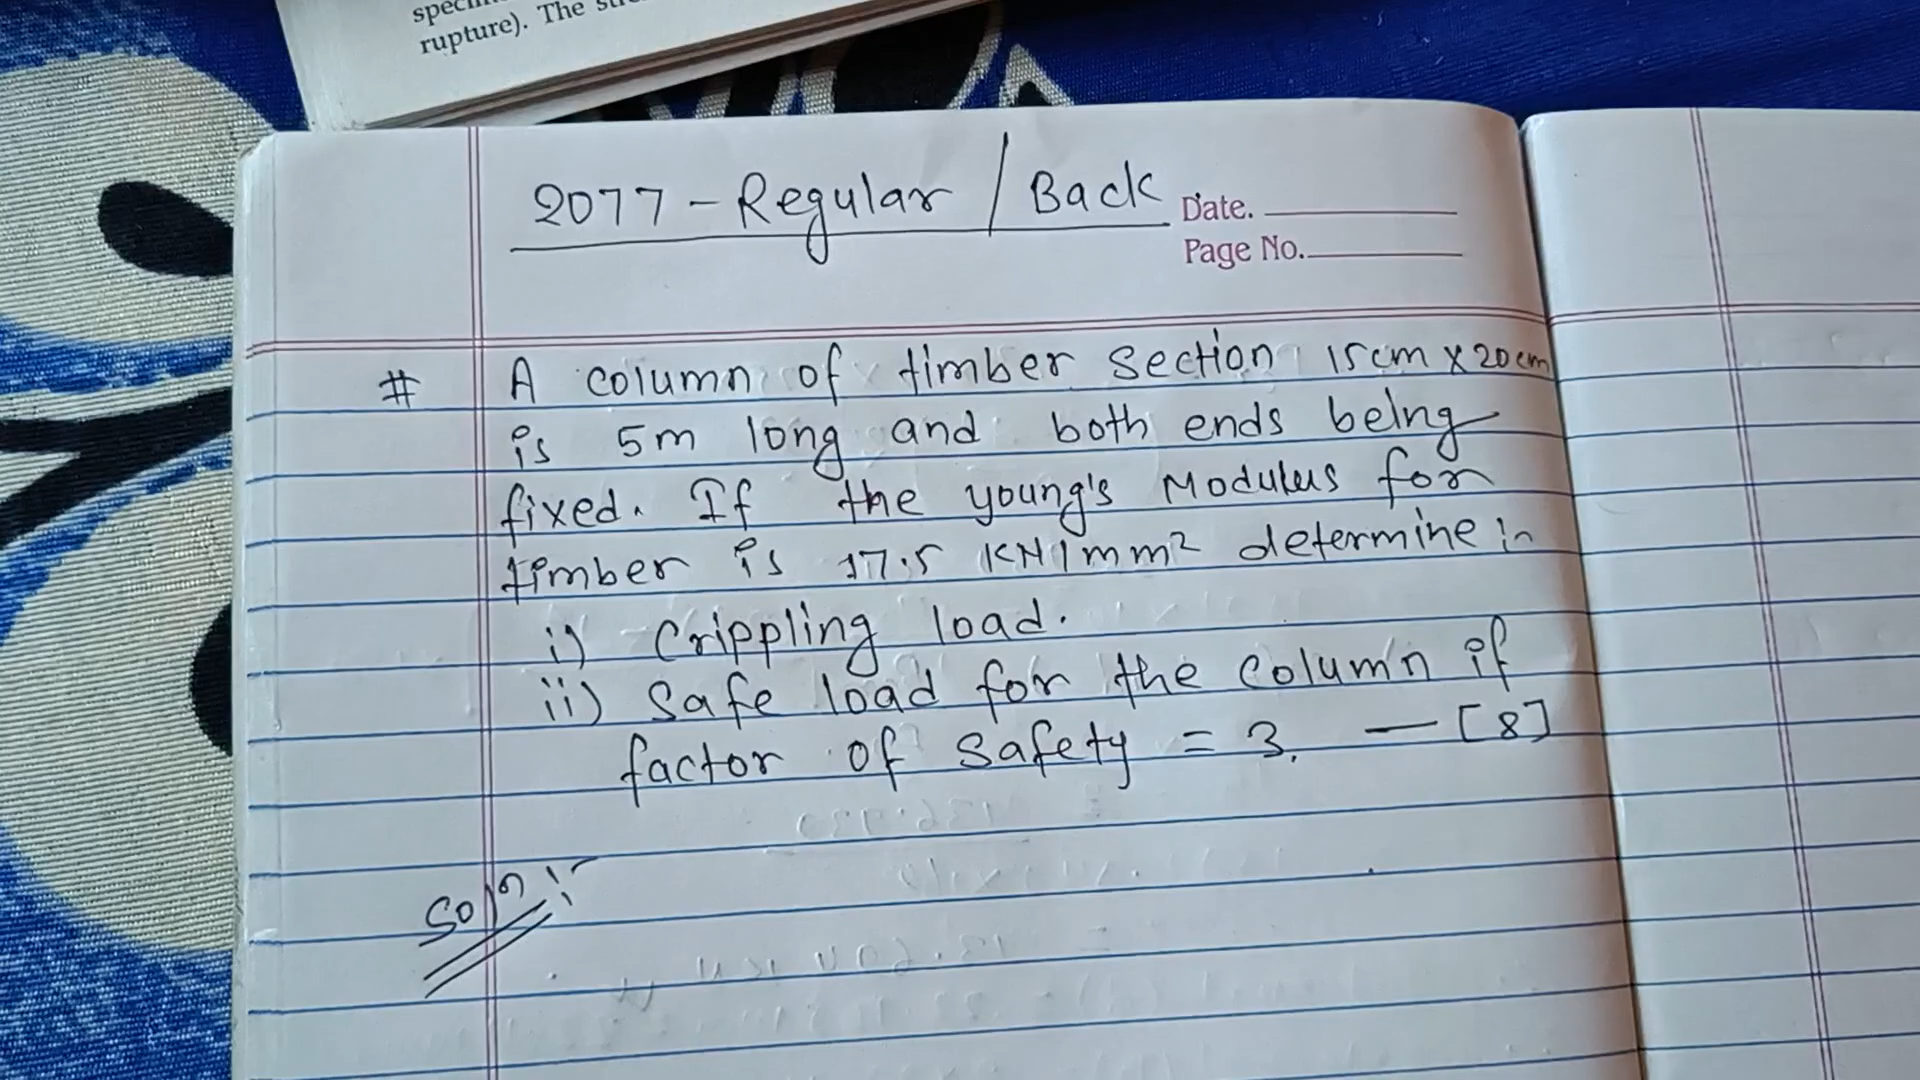 rupture). The
2077 - Regular / Back
Date.
Page No.
# A column of timber section 15cm x 20cm
is 5m long and both ends being
fixed. If the young's Modulus for
timber is 17.5 KN/mm² determine in
i) Crippling load.
ii) Safe load for the column if
factor of safety = 3. — [8]
Soln:-